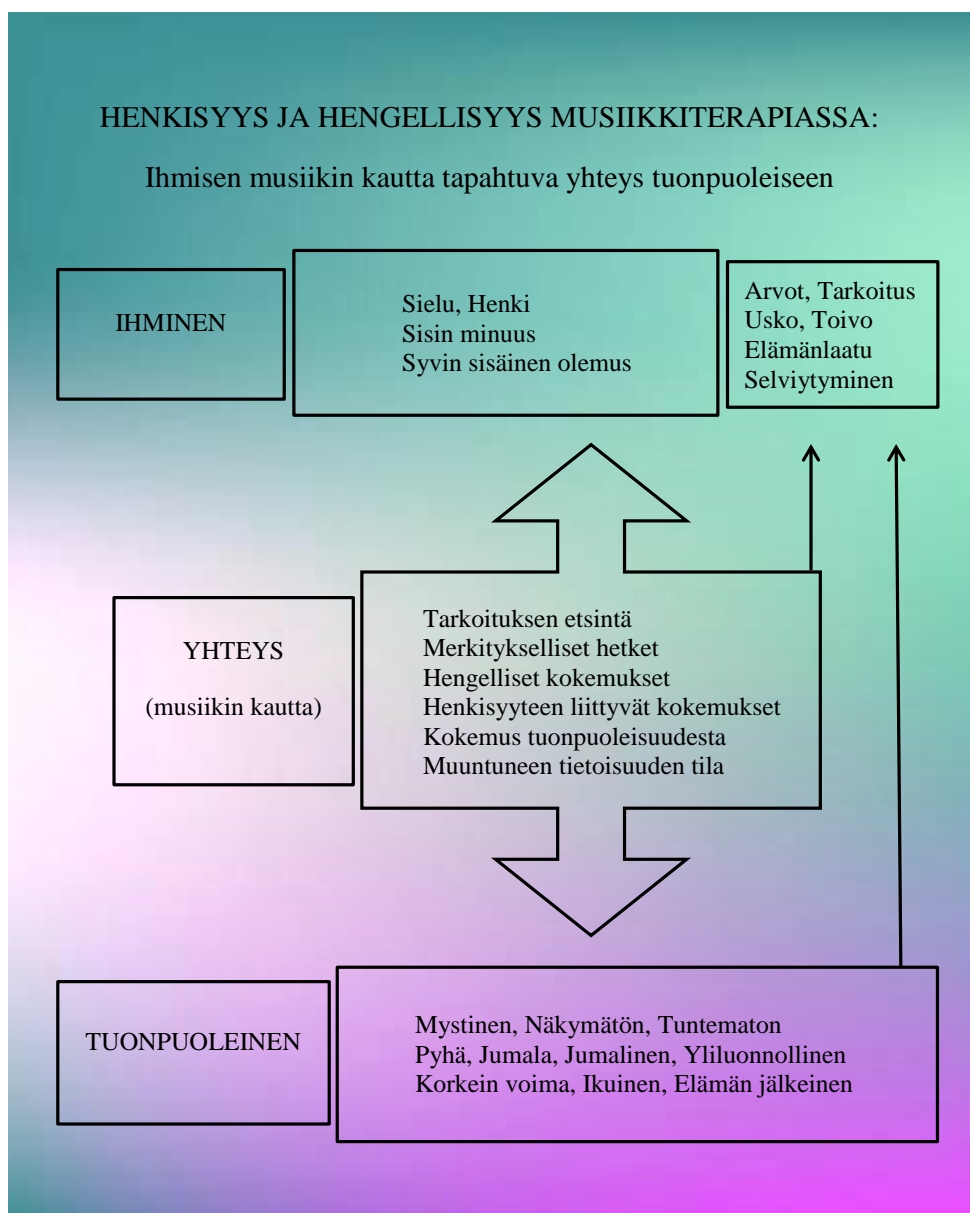 HENKISYYS JA HENGELLISYYS MUSIIKKITERAPIASSA:
Ihmisen musiikin kautta tapahtuva yhteys tuonpuoleiseen
IHMINEN
Sielu, Henki
Sisin minuus
Syvin sisäinen olemus
Arvot, Tarkoitus
Usko, Toivo
Elämänlaatu
Selviytyminen
YHTEYS
(musiikin kautta)
Tarkoituksen etsintä
Merkitykselliset hetket
Hengelliset kokemukset
Henkisyyteen liittyvät kokemukset
Kokemus tuonpuoleisuudesta
Muuntuneen tietoisuuden tila
TUONPUOLEINEN
Mystinen, Näkymätön, Tuntematon
Pyhä, Jumala, Jumalinen, Yliluonnollinen
Korkein voima, Ikuinen, Elämän jälkeinen